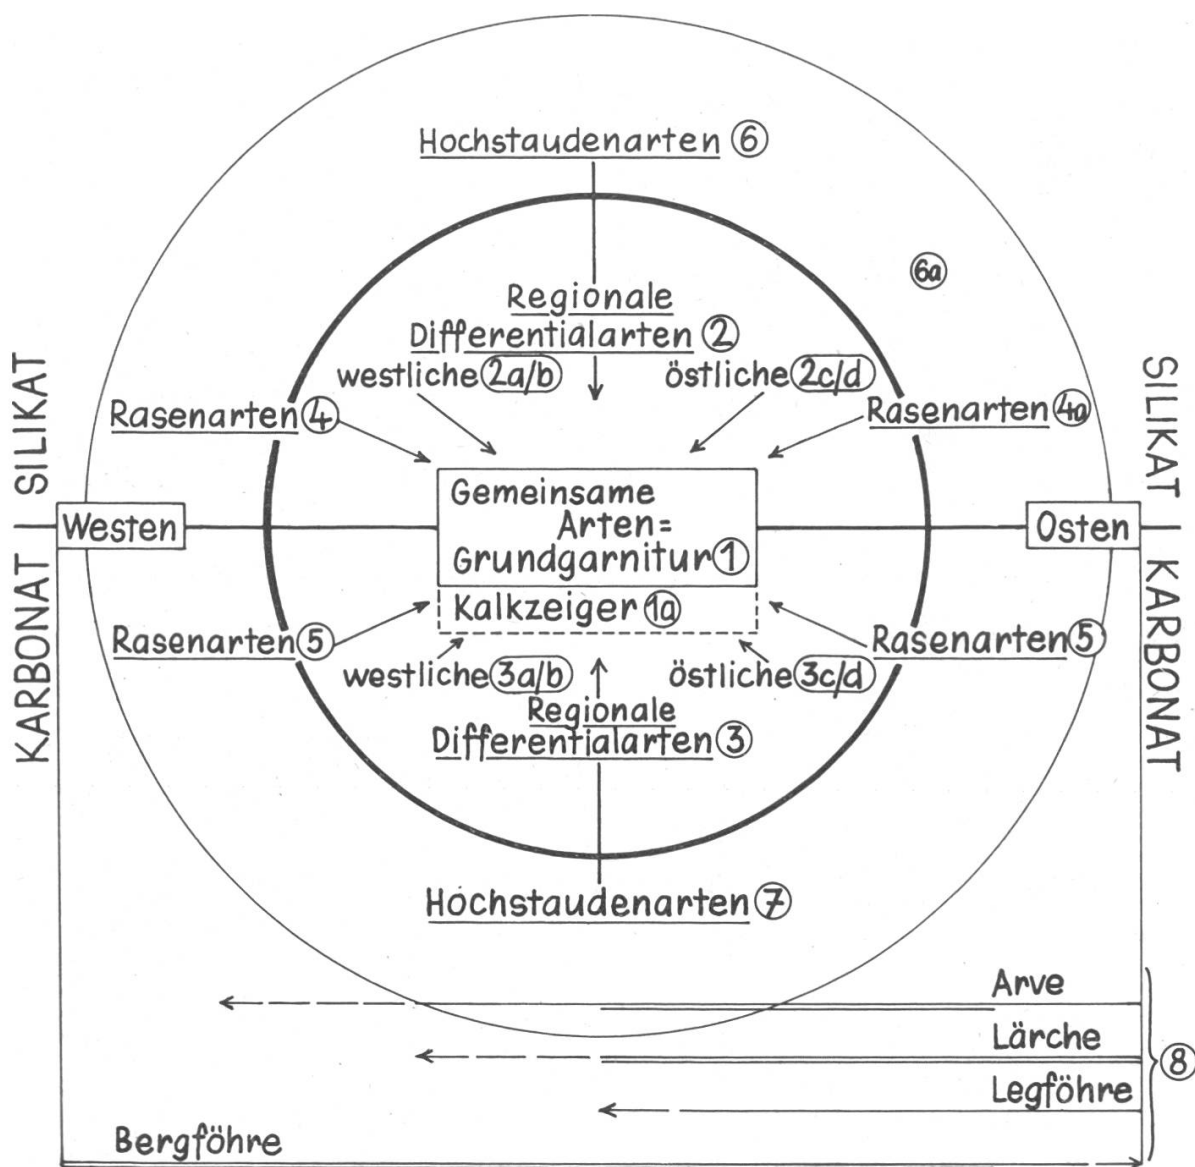 Hochstaudenarten 6
6a
Regionale
Differentialarten 2
westliche 2a/b
östliche 2c/d
Rasenarten 4
Rasenarten 4a
SILIKAT
SILIKAT
Gemeinsame
Arten=
Grundgarnitur 1
Westen
Osten
Kalkzeiger 1a
KARBONAT
KARBONAT
Rasenarten 5
Rasenarten 5
westliche 3a/b
östliche 3c/d
Regionale
Differentialarten 3
Hochstaudenarten 7
Arve
Lärche
8
Legföhre
Bergföhre